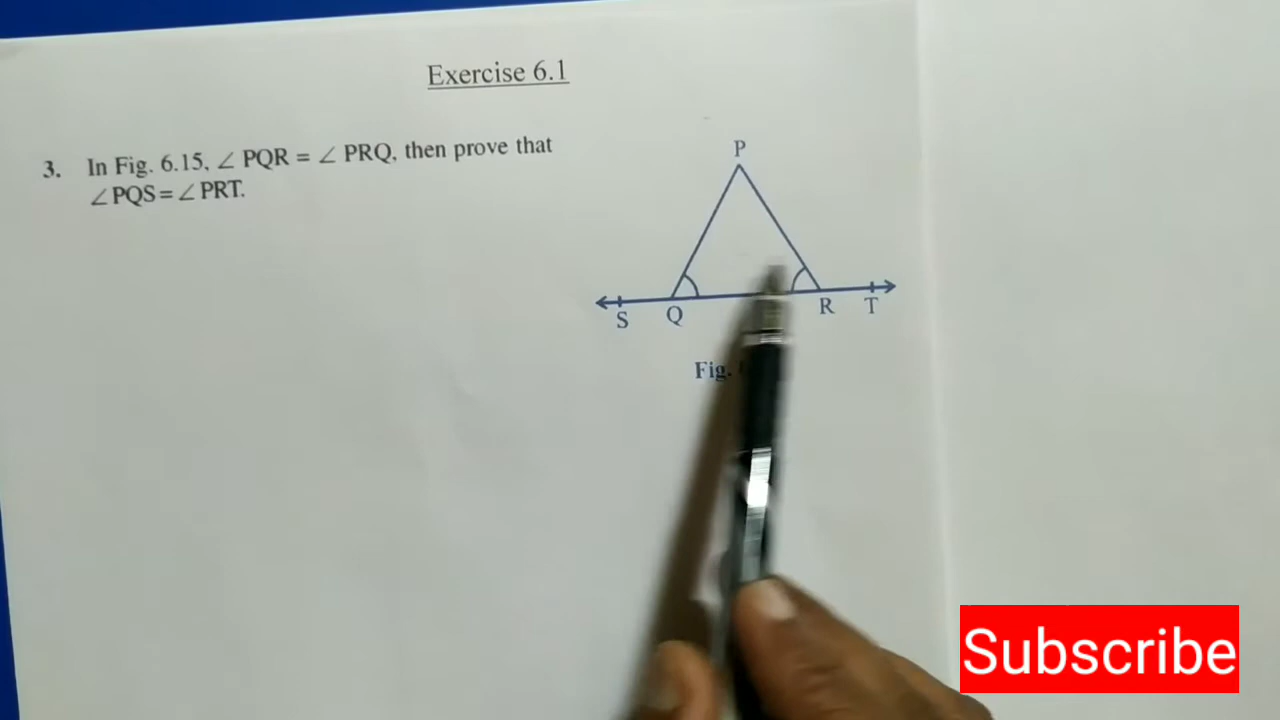 Exercise 6.1
3. In Fig. 6.15, ∠ PQR = ∠ PRQ, then prove that
∠PQS = ∠ PRT.
P
S Q R T
Fig.
Subscribe